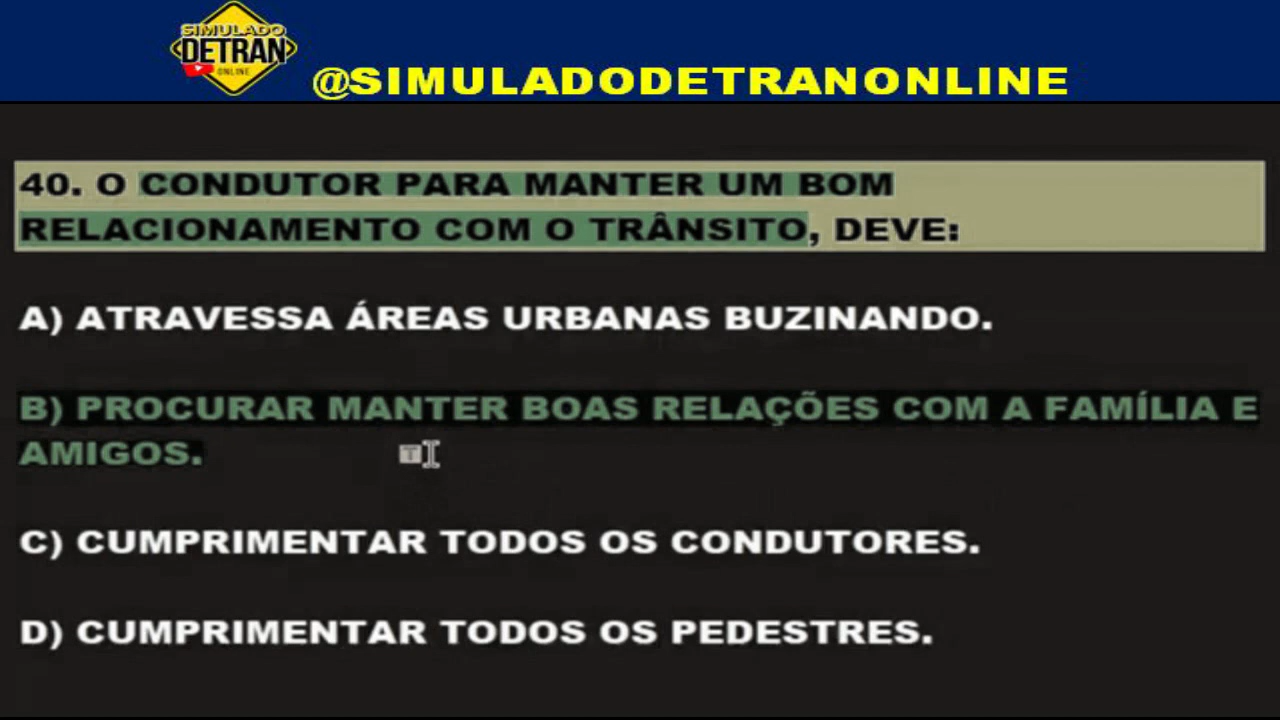 SIMULADO
DETRAN
ONLINE
@SIMULADODETRANONLINE
40. O CONDUTOR PARA MANTER UM BOM
RELACIONAMENTO COM O TRÂNSITO, DEVE:
A) ATRAVESSA ÁREAS URBANAS BUZINANDO.
B) PROCURAR MANTER BOAS RELAÇÕES COM A FAMÍLIA E
AMIGOS.
C) CUMPRIMENTAR TODOS OS CONDUTORES.
D) CUMPRIMENTAR TODOS OS PEDESTRES.